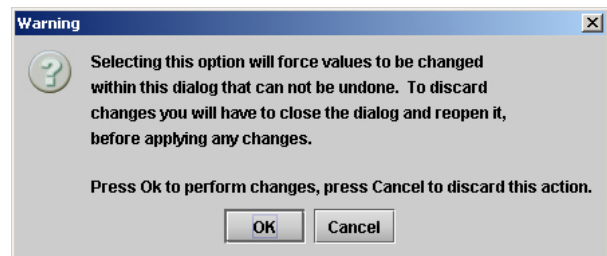 Warning
Selecting this option will force values to be changed
within this dialog that can not be undone.  To discard
changes you will have to close the dialog and reopen it,
before applying any changes.
Press Ok to perform changes, press Cancel to discard this action.
OK Cancel